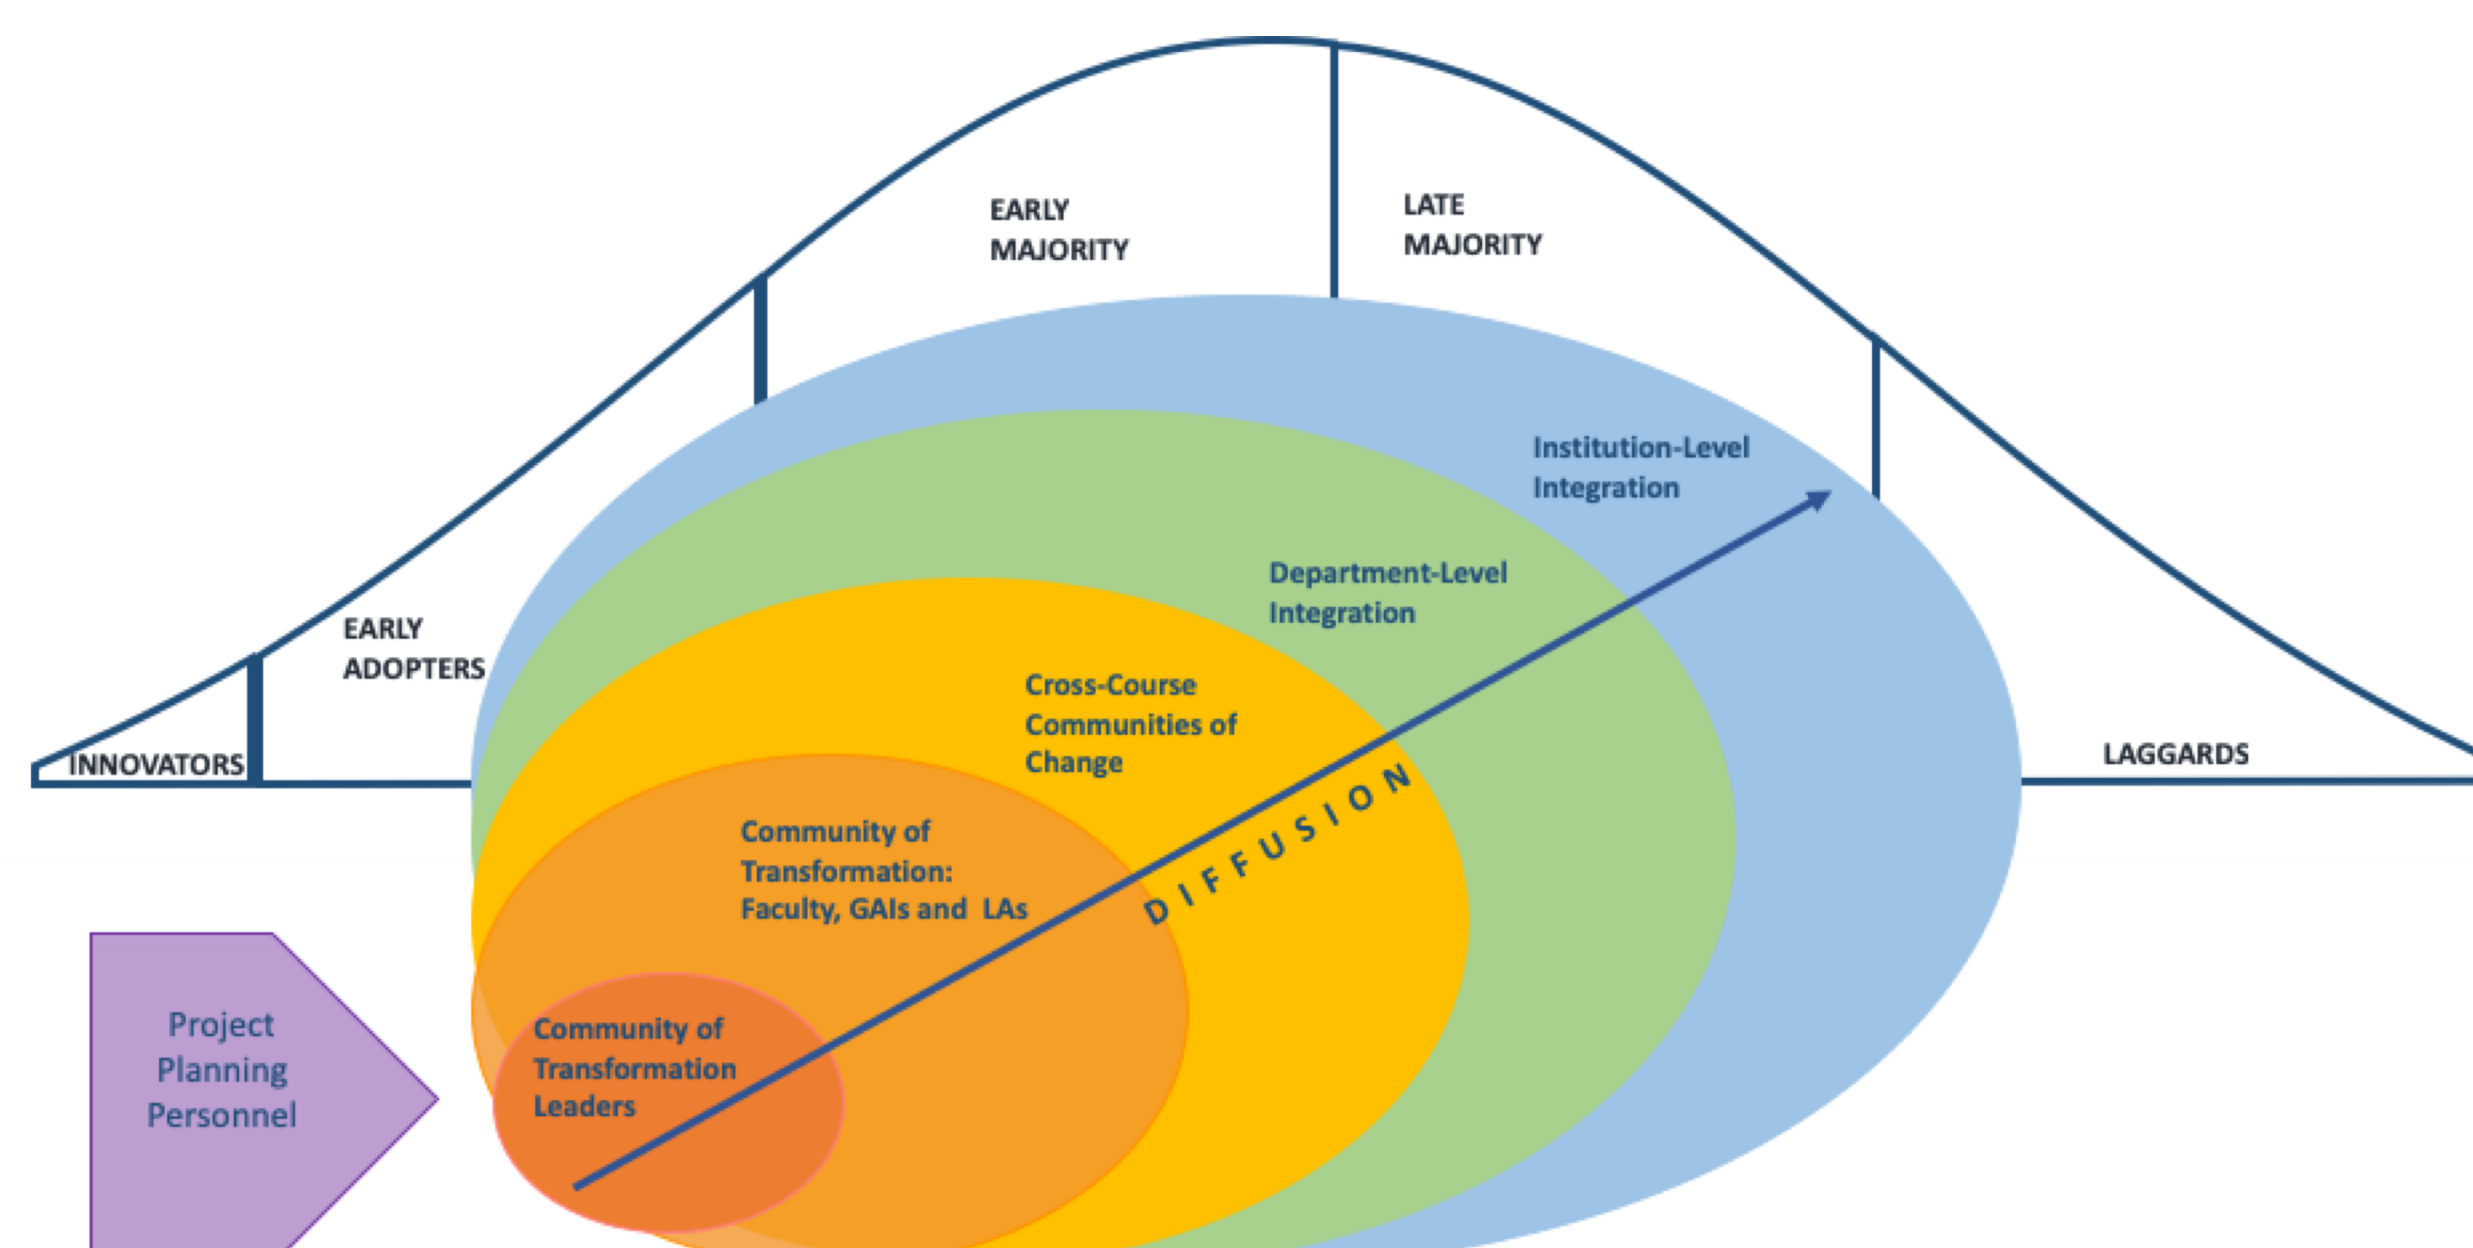 EARLY
MAJORITY
LATE
MAJORITY
Institution-Level
Integration
Department-Level
Integration
EARLY
ADOPTERS
Cross-Course
Communities of
Change
INNOVATORS
LAGGARDS
DIFFUSION
Community of
Transformation:
Faculty, GAIs and LAs
Project
Planning
Personnel
Community of
Transformation
Leaders